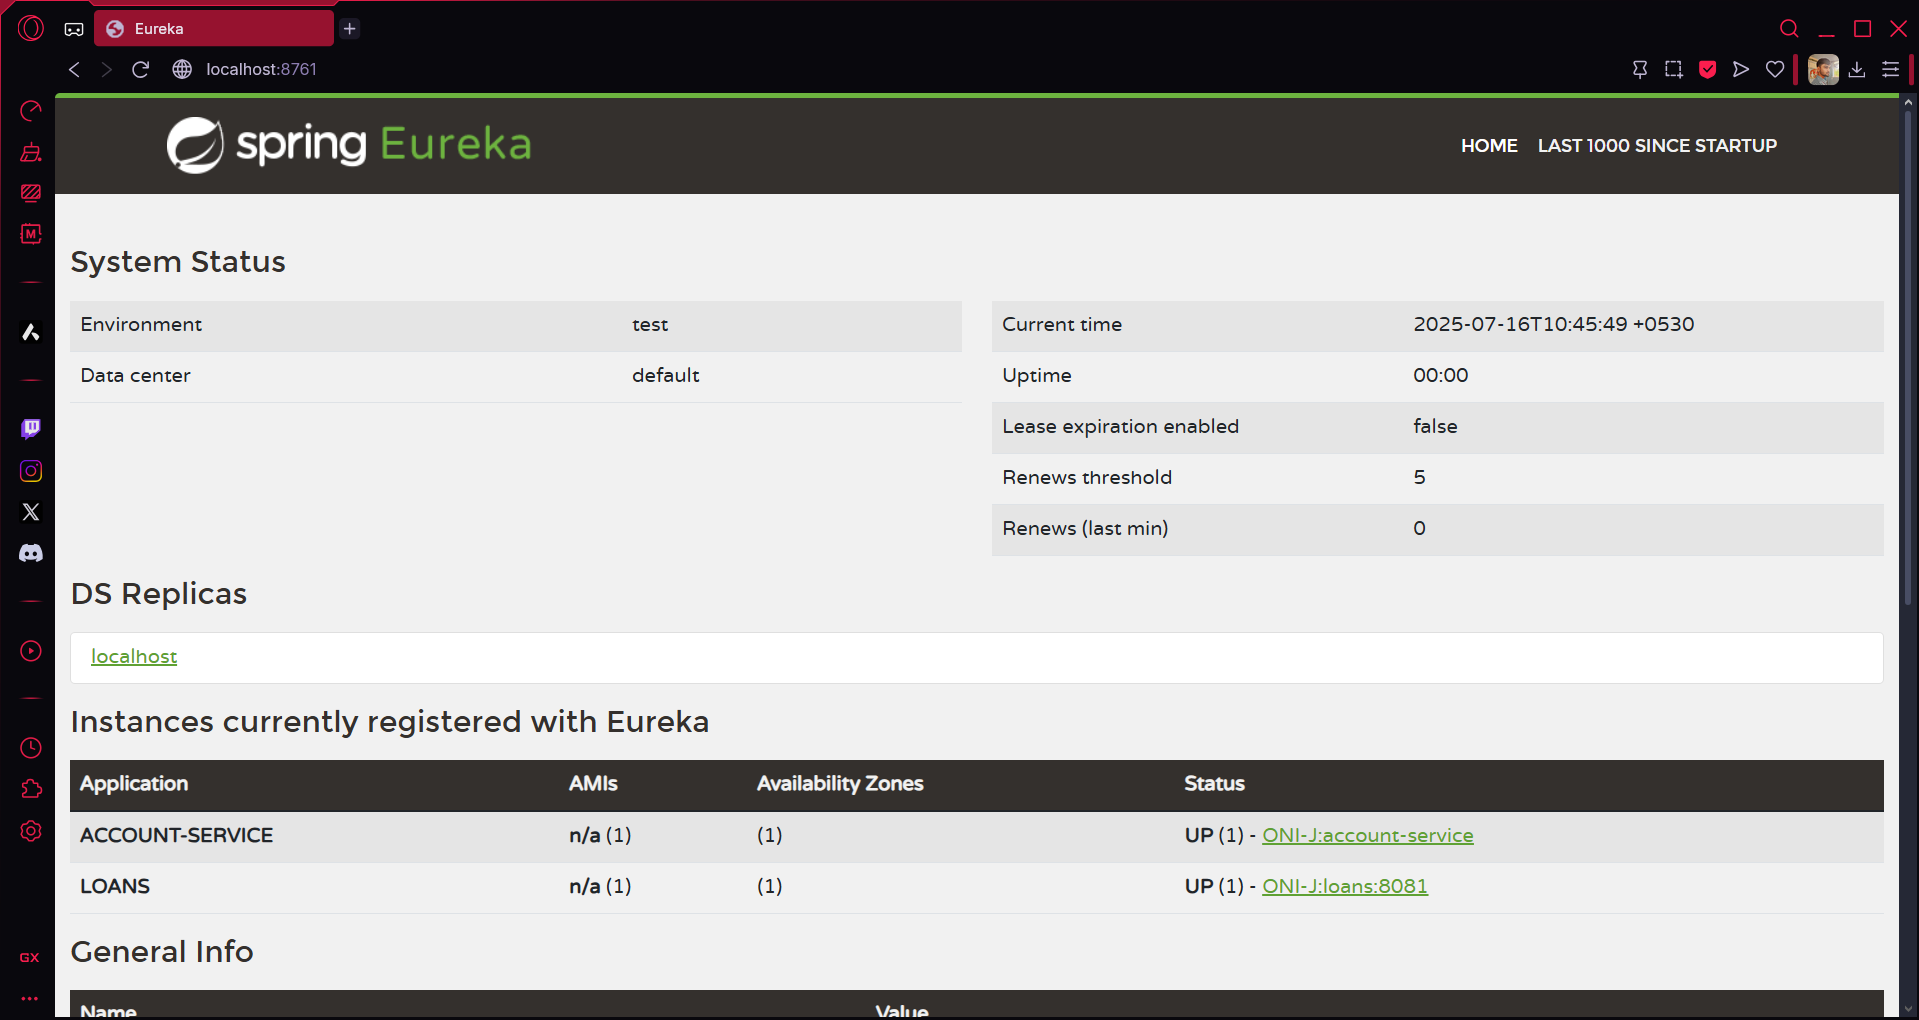 Eureka
localhost:8761
spring Eureka
HOME LAST 1000 SINCE STARTUP
M
System Status
Environment test
Data center default
Current time 2025-07-16T10:45:49 +0530
Uptime 00:00
Lease expiration enabled false
Renews threshold 5
Renews (last min) 0
DS Replicas
localhost
Instances currently registered with Eureka
Application AMIs Availability Zones Status
ACCOUNT-SERVICE n/a (1) (1) UP (1) - ONI-J:account-service
LOANS n/a (1) (1) UP (1) - ONI-J:loans:8081
General Info
GX
Name Value